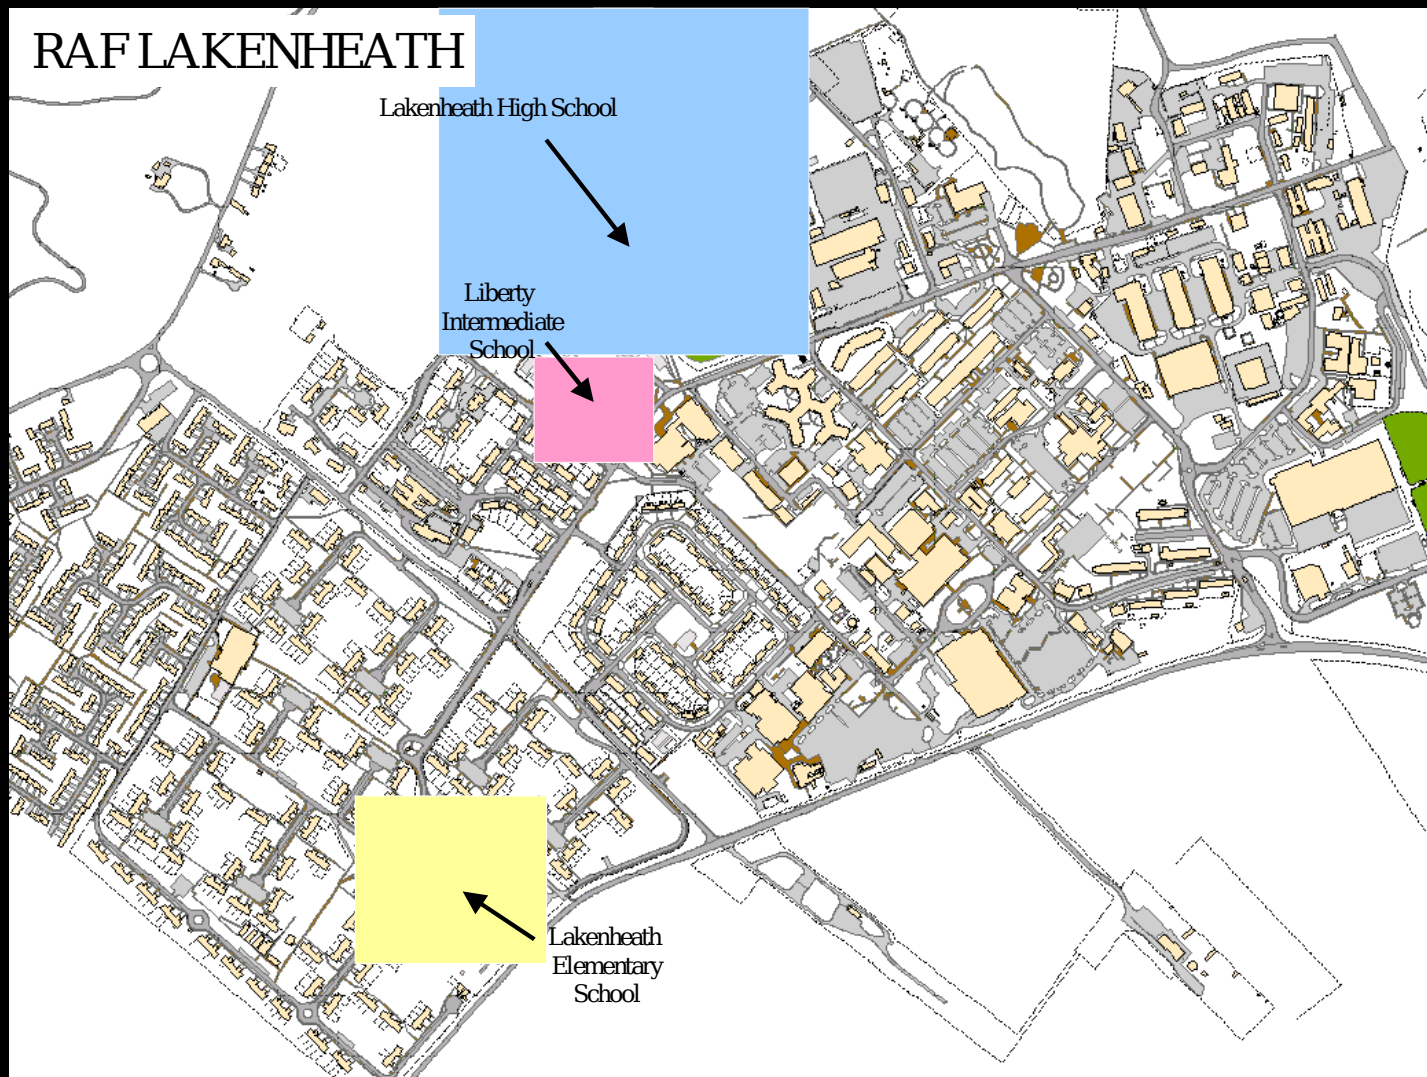 RAF LAKENHEATH
Lakenheath High School
Liberty
Intermediate
School
Lakenheath
Elementary
School